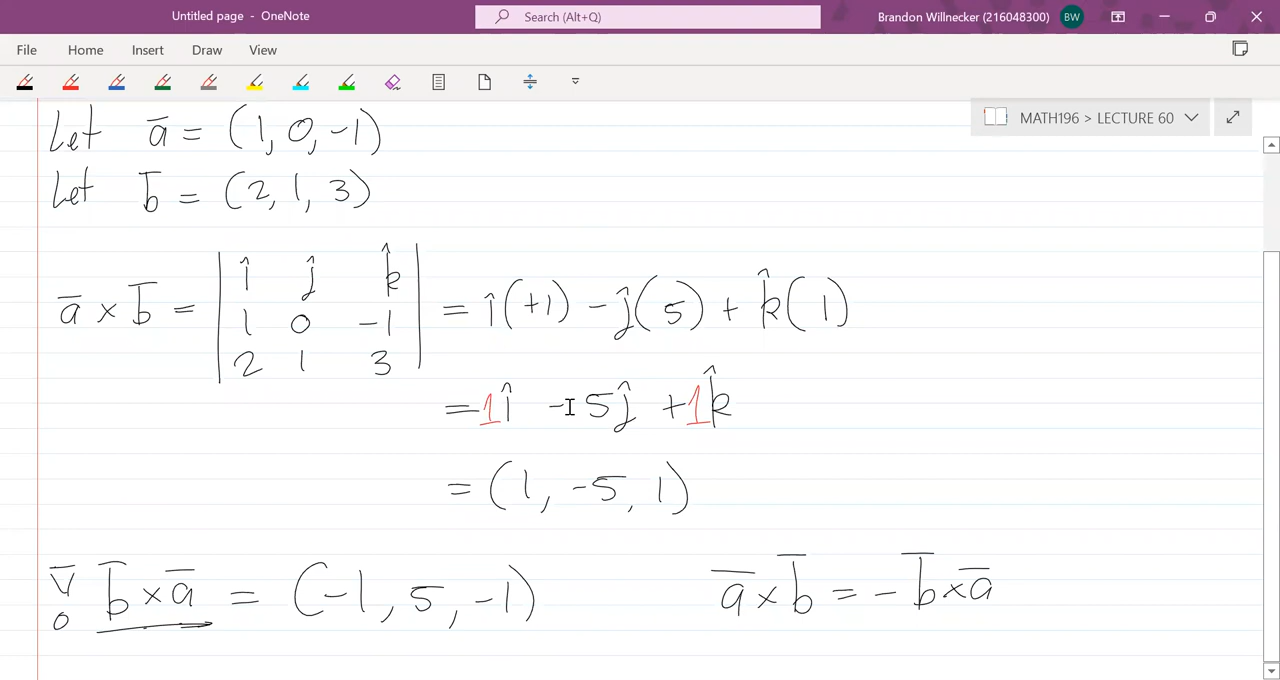 Untitled page - OneNote
Search (Alt+Q)
Brandon Willnecker (216048300) BW
File Home Insert Draw View
MATH196 > LECTURE 60
Let a̅ = (1, 0, -1)
Let b̅ = (2, 1, 3)
a̅ × b̅ = | î ĵ k̂ | = î(+1) - ĵ(5) + k̂(1)
| 1 0 -1 |
| 2 1 3 |
= 1î - 5ĵ + 1k̂
= (1, -5, 1)
b̅ × a̅ = (-1, 5, -1) a̅ × b̅ = - b̅ × a̅